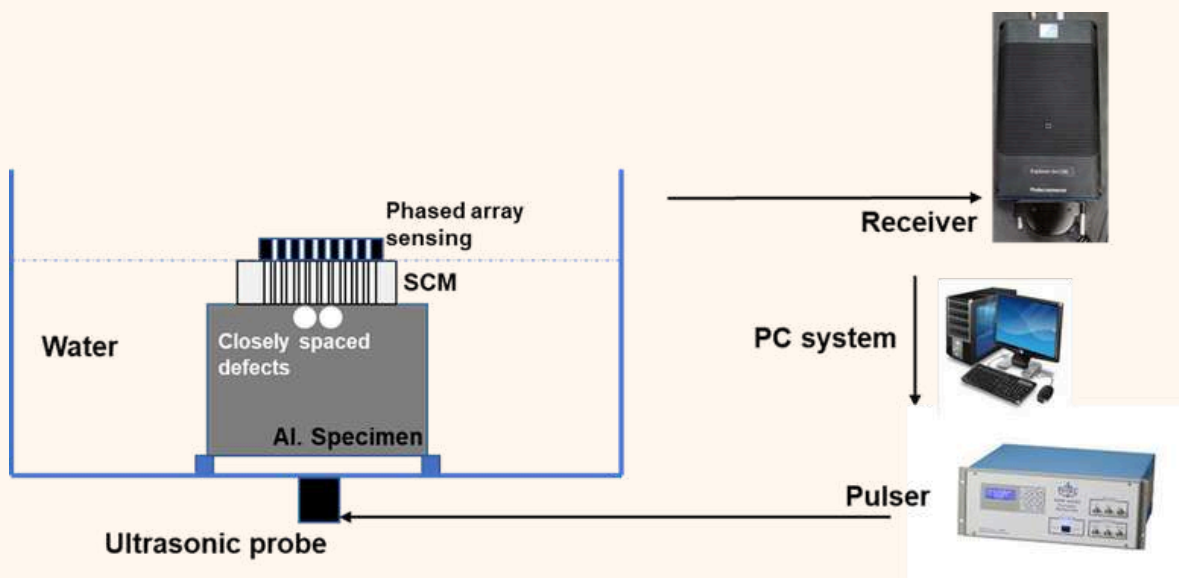 Phased array
sensing
SCM
Closely spaced
defects
Water
Al. Specimen
Ultrasonic probe
Receiver
PC system
Pulser